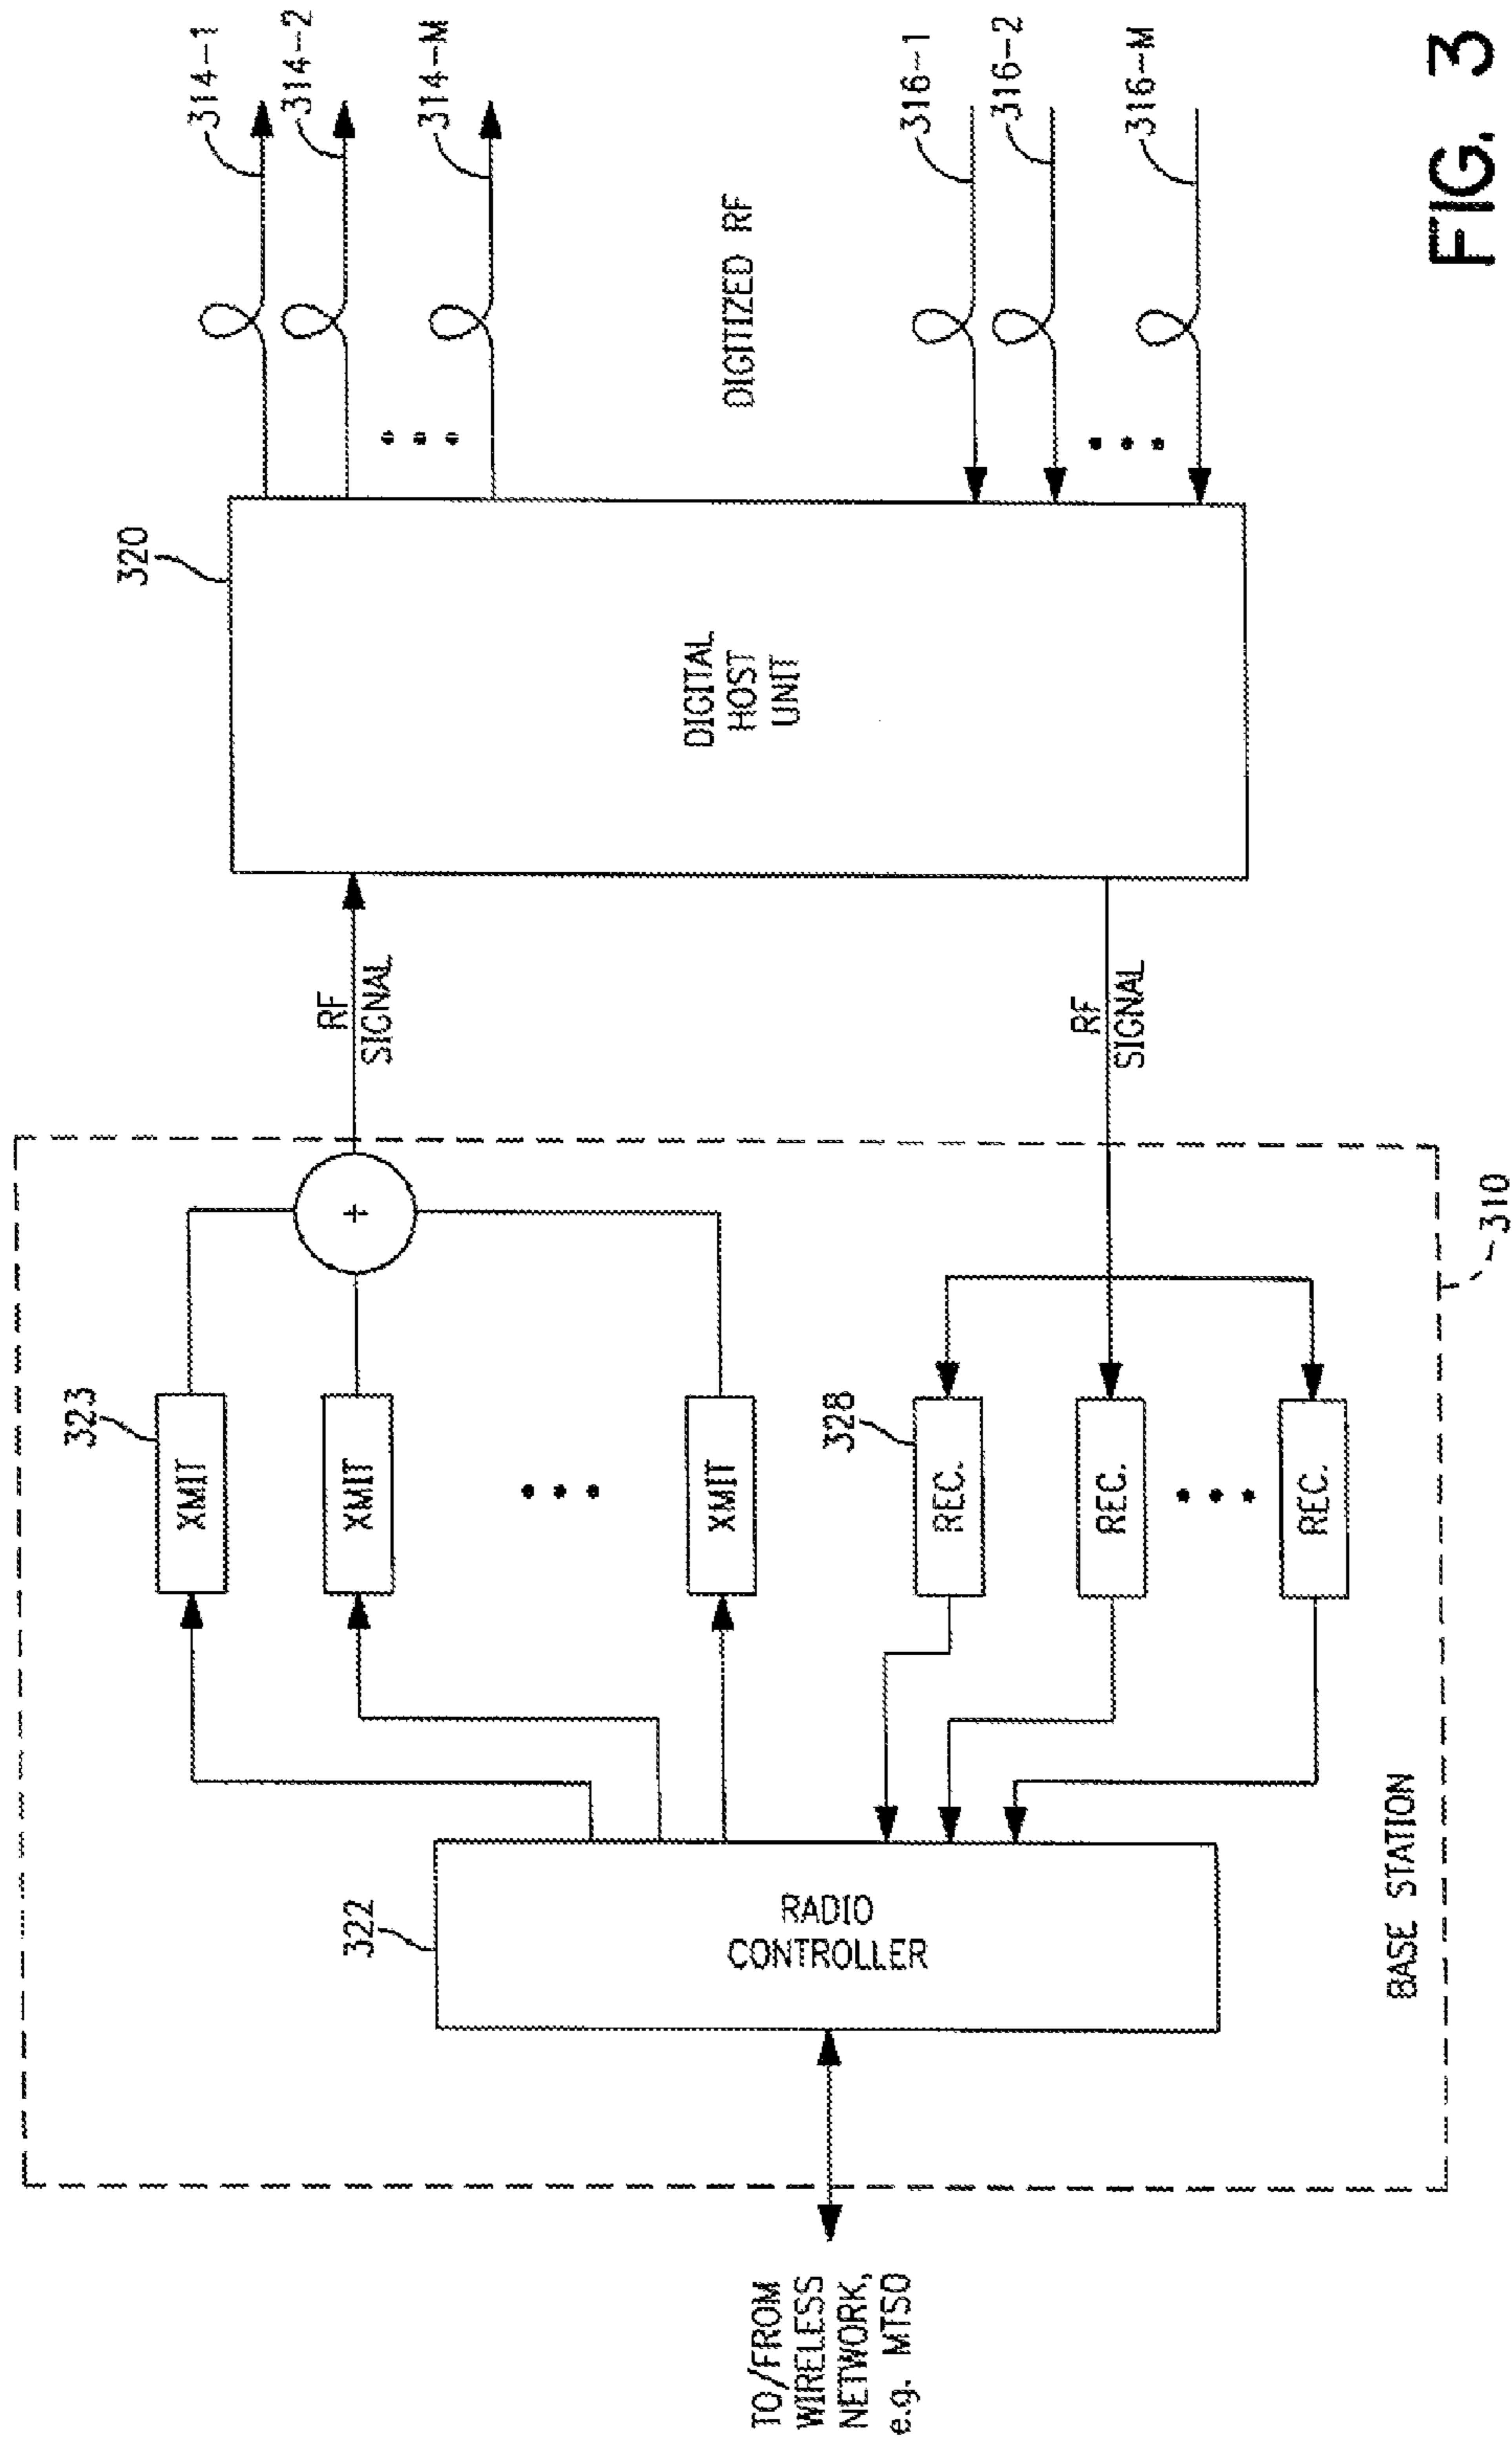 314-1
314-2
314-M
320
DIGITIZED RF
DIGITAL
HOST
UNIT
316-1
316-2
316-M
RF
SIGNAL
RF
SIGNAL
323
XMIT
XMIT
XMIT
+
328
REC.
REC.
REC.
322
RADIO
CONTROLLER
BASE STATION
310
TO/FROM
WIRELESS
NETWORK,
e.g. MTSO
FIG. 3